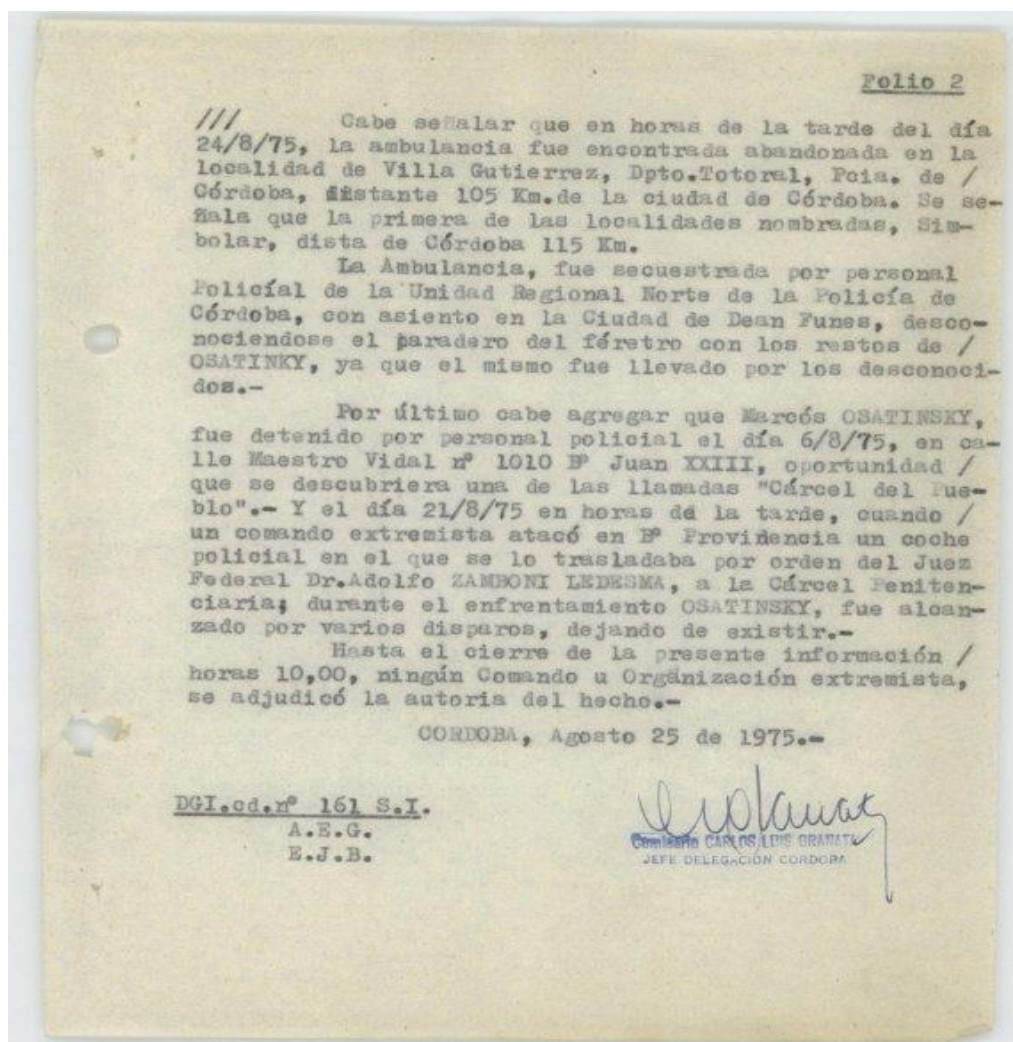 Folio 2
/// Cabe señalar que en horas de la tarde del día
24/8/75, la ambulancia fue encontrada abandonada en la
localidad de Villa Gutierrez, Dpto.Totoral, Pcia. de /
Córdoba, distante 105 Km.de la ciudad de Córdoba. Se se-
ñala que la primera de las localidades nombradas, Sim-
bolar, dista de Córdoba 115 Km.
La Ambulancia, fue secuestrada por personal
Policíal de la Unidad Regional Norte de la Policía de
Córdoba, con asiento en la Ciudad de Dean Funes, desco-
nociendose el paradero del féretro con los restos de /
OSATINKY, ya que el mismo fue llevado por los desconoci-
dos.-
Por último cabe agregar que Marcós OSATINSKY,
fue detenido por personal policial el día 6/8/75, en ca-
lle Maestro Vidal nº 1010 Bº Juan XXIII, oportunidad /
que se descubriera una de las llamadas "Cárcel del Pue-
blo".- Y el día 21/8/75 en horas de la tarde, cuando /
un comando extremista atacó en Bº Providencia un coche
policial en el que se lo trasladaba por orden del Juez
Federal Dr.Adolfo ZAMBONI LEDESMA, a la Cárcel Peniten-
ciaria; durante el enfrentamiento OSATINSKY, fue alcan-
zado por varios disparos, dejando de existir.-
Hasta el cierre de la presente información /
horas 10,00, ningún Comando u Orgánización extremista,
se adjudicó la autoria del hecho.-
CORDOBA, Agosto 25 de 1975.-
DGI.cd.nº 161 S.I.
A.E.G.
E.J.B.
Comisario CARLOS LUIS GRANATA
JEFE DELEGACIÓN CORDOBA